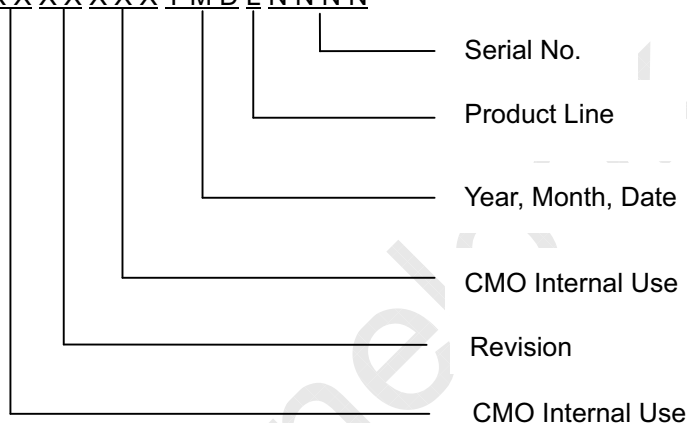 X X X X X X X Y M D L N N N N
Serial No.
Product Line
Year, Month, Date
CMO Internal Use
Revision
CMO Internal Use